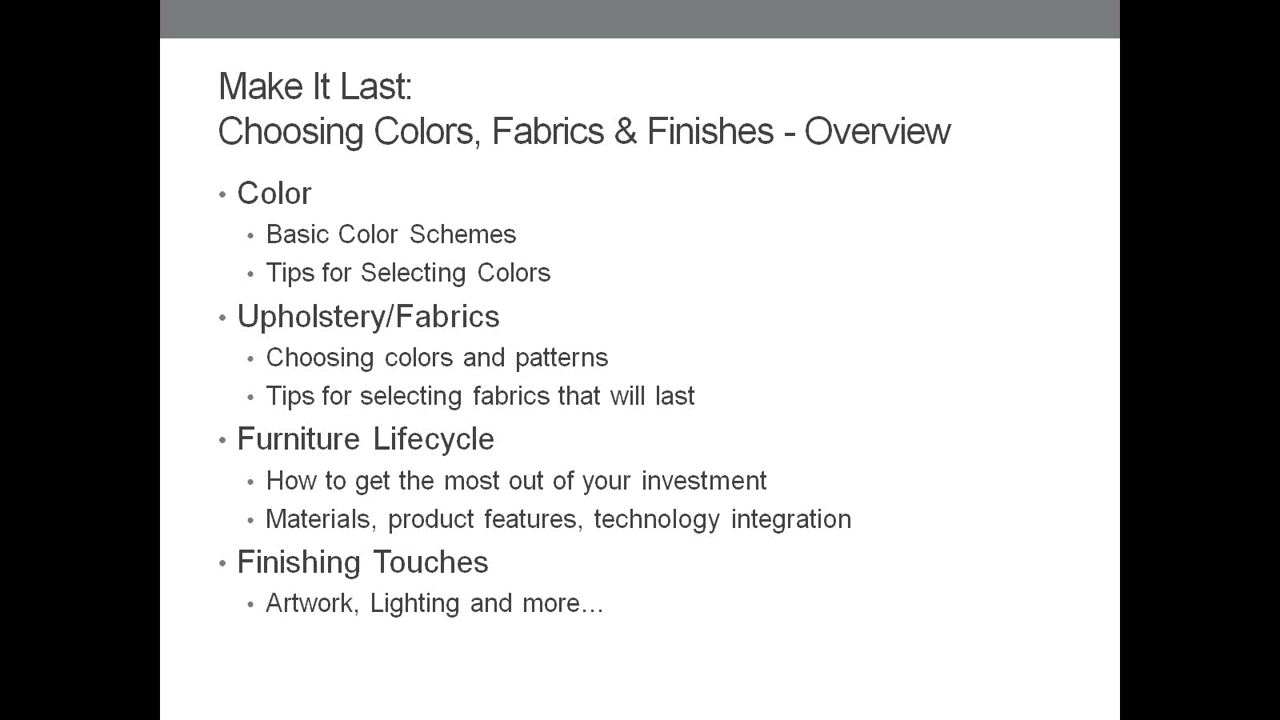 Make It Last:
Choosing Colors, Fabrics & Finishes - Overview
• Color
• Basic Color Schemes
• Tips for Selecting Colors
• Upholstery/Fabrics
• Choosing colors and patterns
• Tips for selecting fabrics that will last
• Furniture Lifecycle
• How to get the most out of your investment
• Materials, product features, technology integration
• Finishing Touches
• Artwork, Lighting and more…